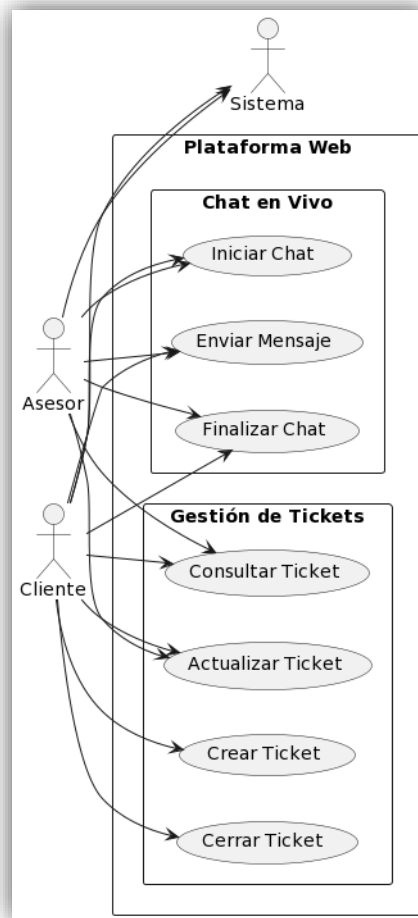 Sistema
Plataforma Web
Chat en Vivo
Iniciar Chat
Enviar Mensaje
Asesor
Finalizar Chat
Gestión de Tickets
Consultar Ticket
Cliente
Actualizar Ticket
Crear Ticket
Cerrar Ticket